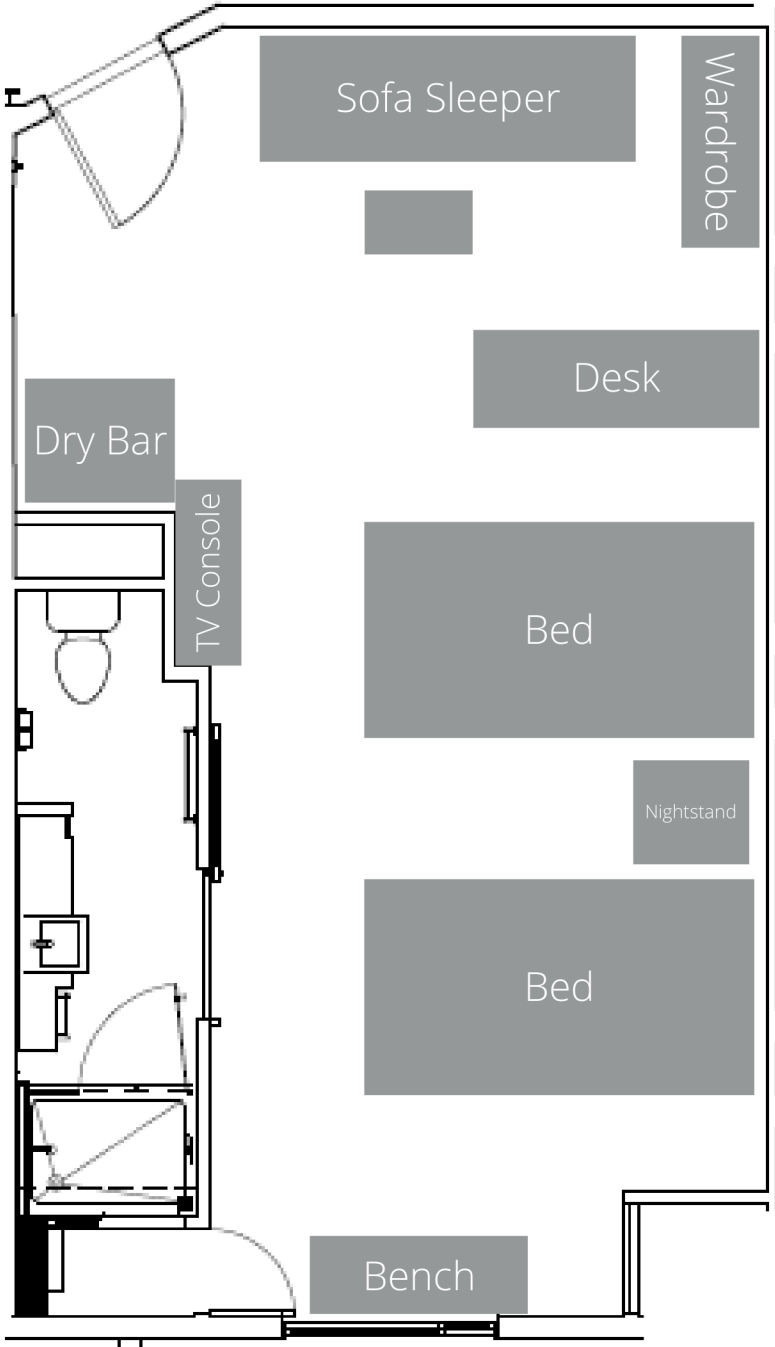 Sofa Sleeper
Wardrobe
Desk
Dry Bar
TV Console
Bed
Nightstand
Bed
Bench